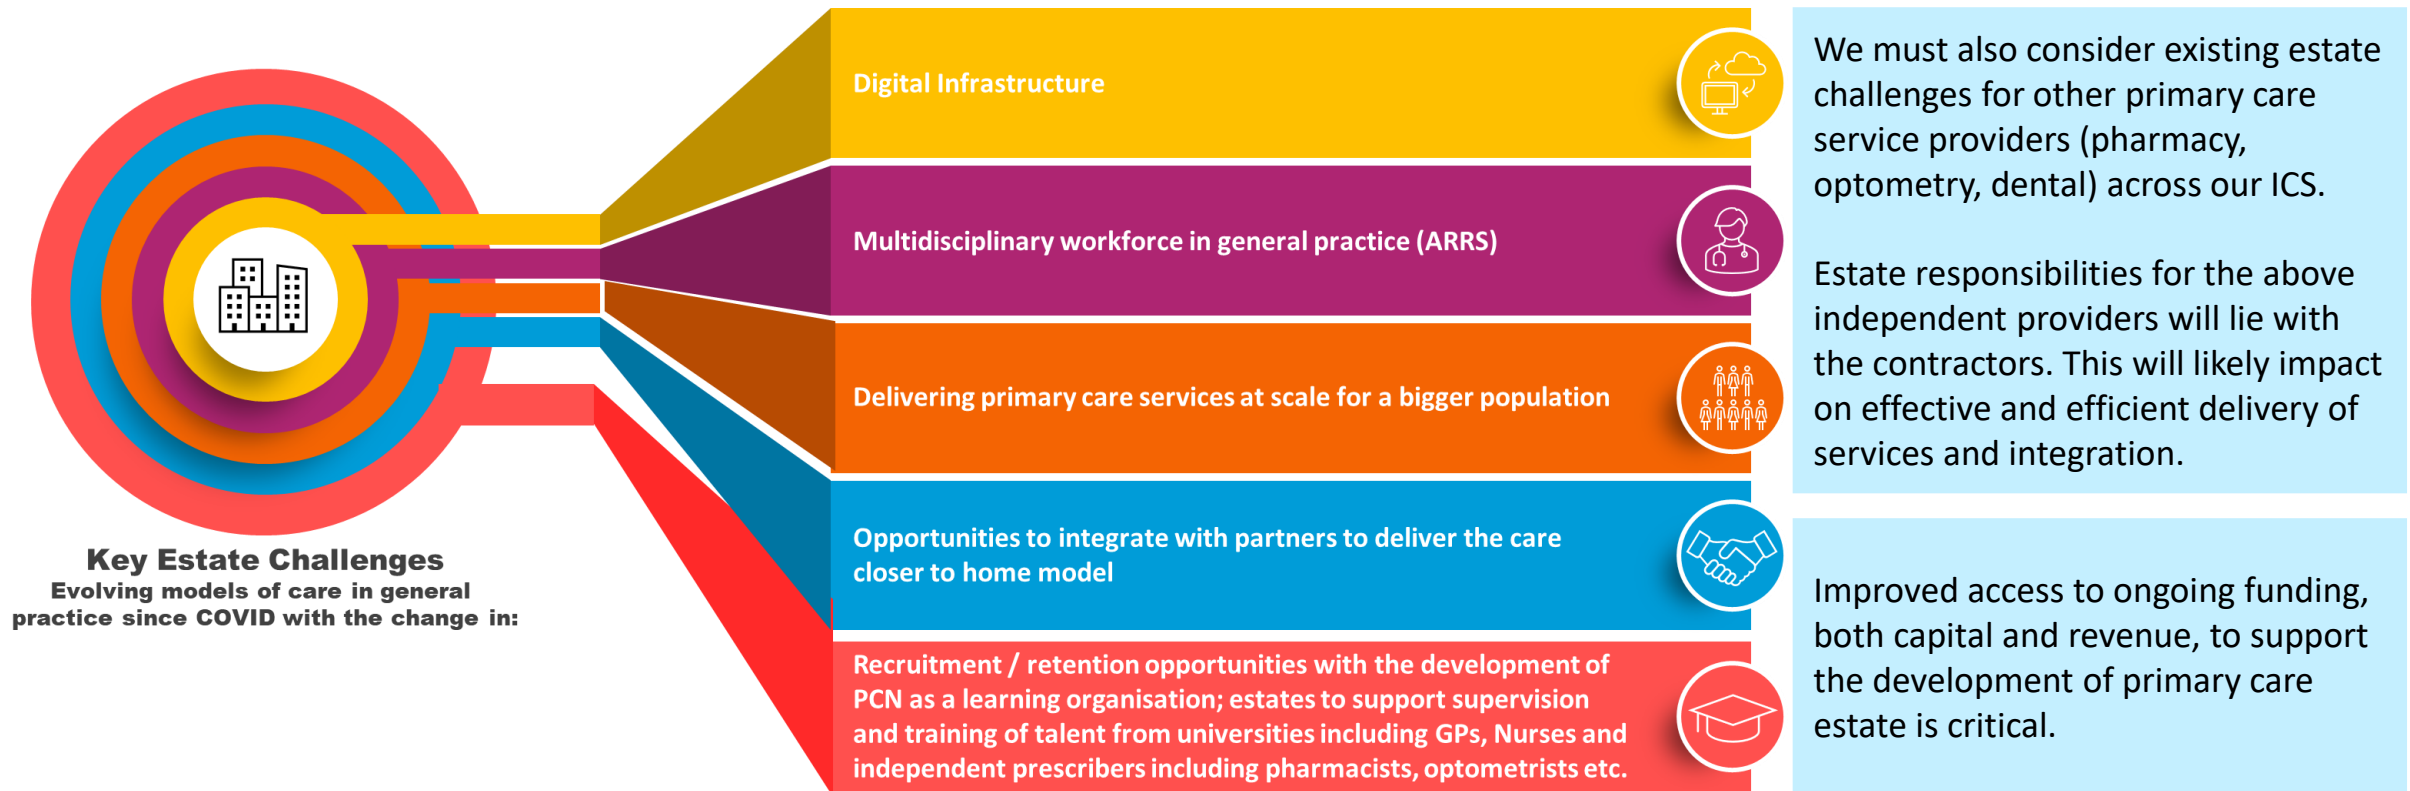 Key Estate Challenges
Evolving models of care in general
practice since COVID with the change in:
Digital Infrastructure
Multidisciplinary workforce in general practice (ARRS)
Delivering primary care services at scale for a bigger population
Opportunities to integrate with partners to deliver the care
closer to home model
Recruitment / retention opportunities with the development of
PCN as a learning organisation; estates to support supervision
and training of talent from universities including GPs, Nurses and
independent prescribers including pharmacists, optometrists etc.
We must also consider existing estate
challenges for other primary care
service providers (pharmacy,
optometry, dental) across our ICS.
Estate responsibilities for the above
independent providers will lie with
the contractors. This will likely impact
on effective and efficient delivery of
services and integration.
Improved access to ongoing funding,
both capital and revenue, to support
the development of primary care
estate is critical.